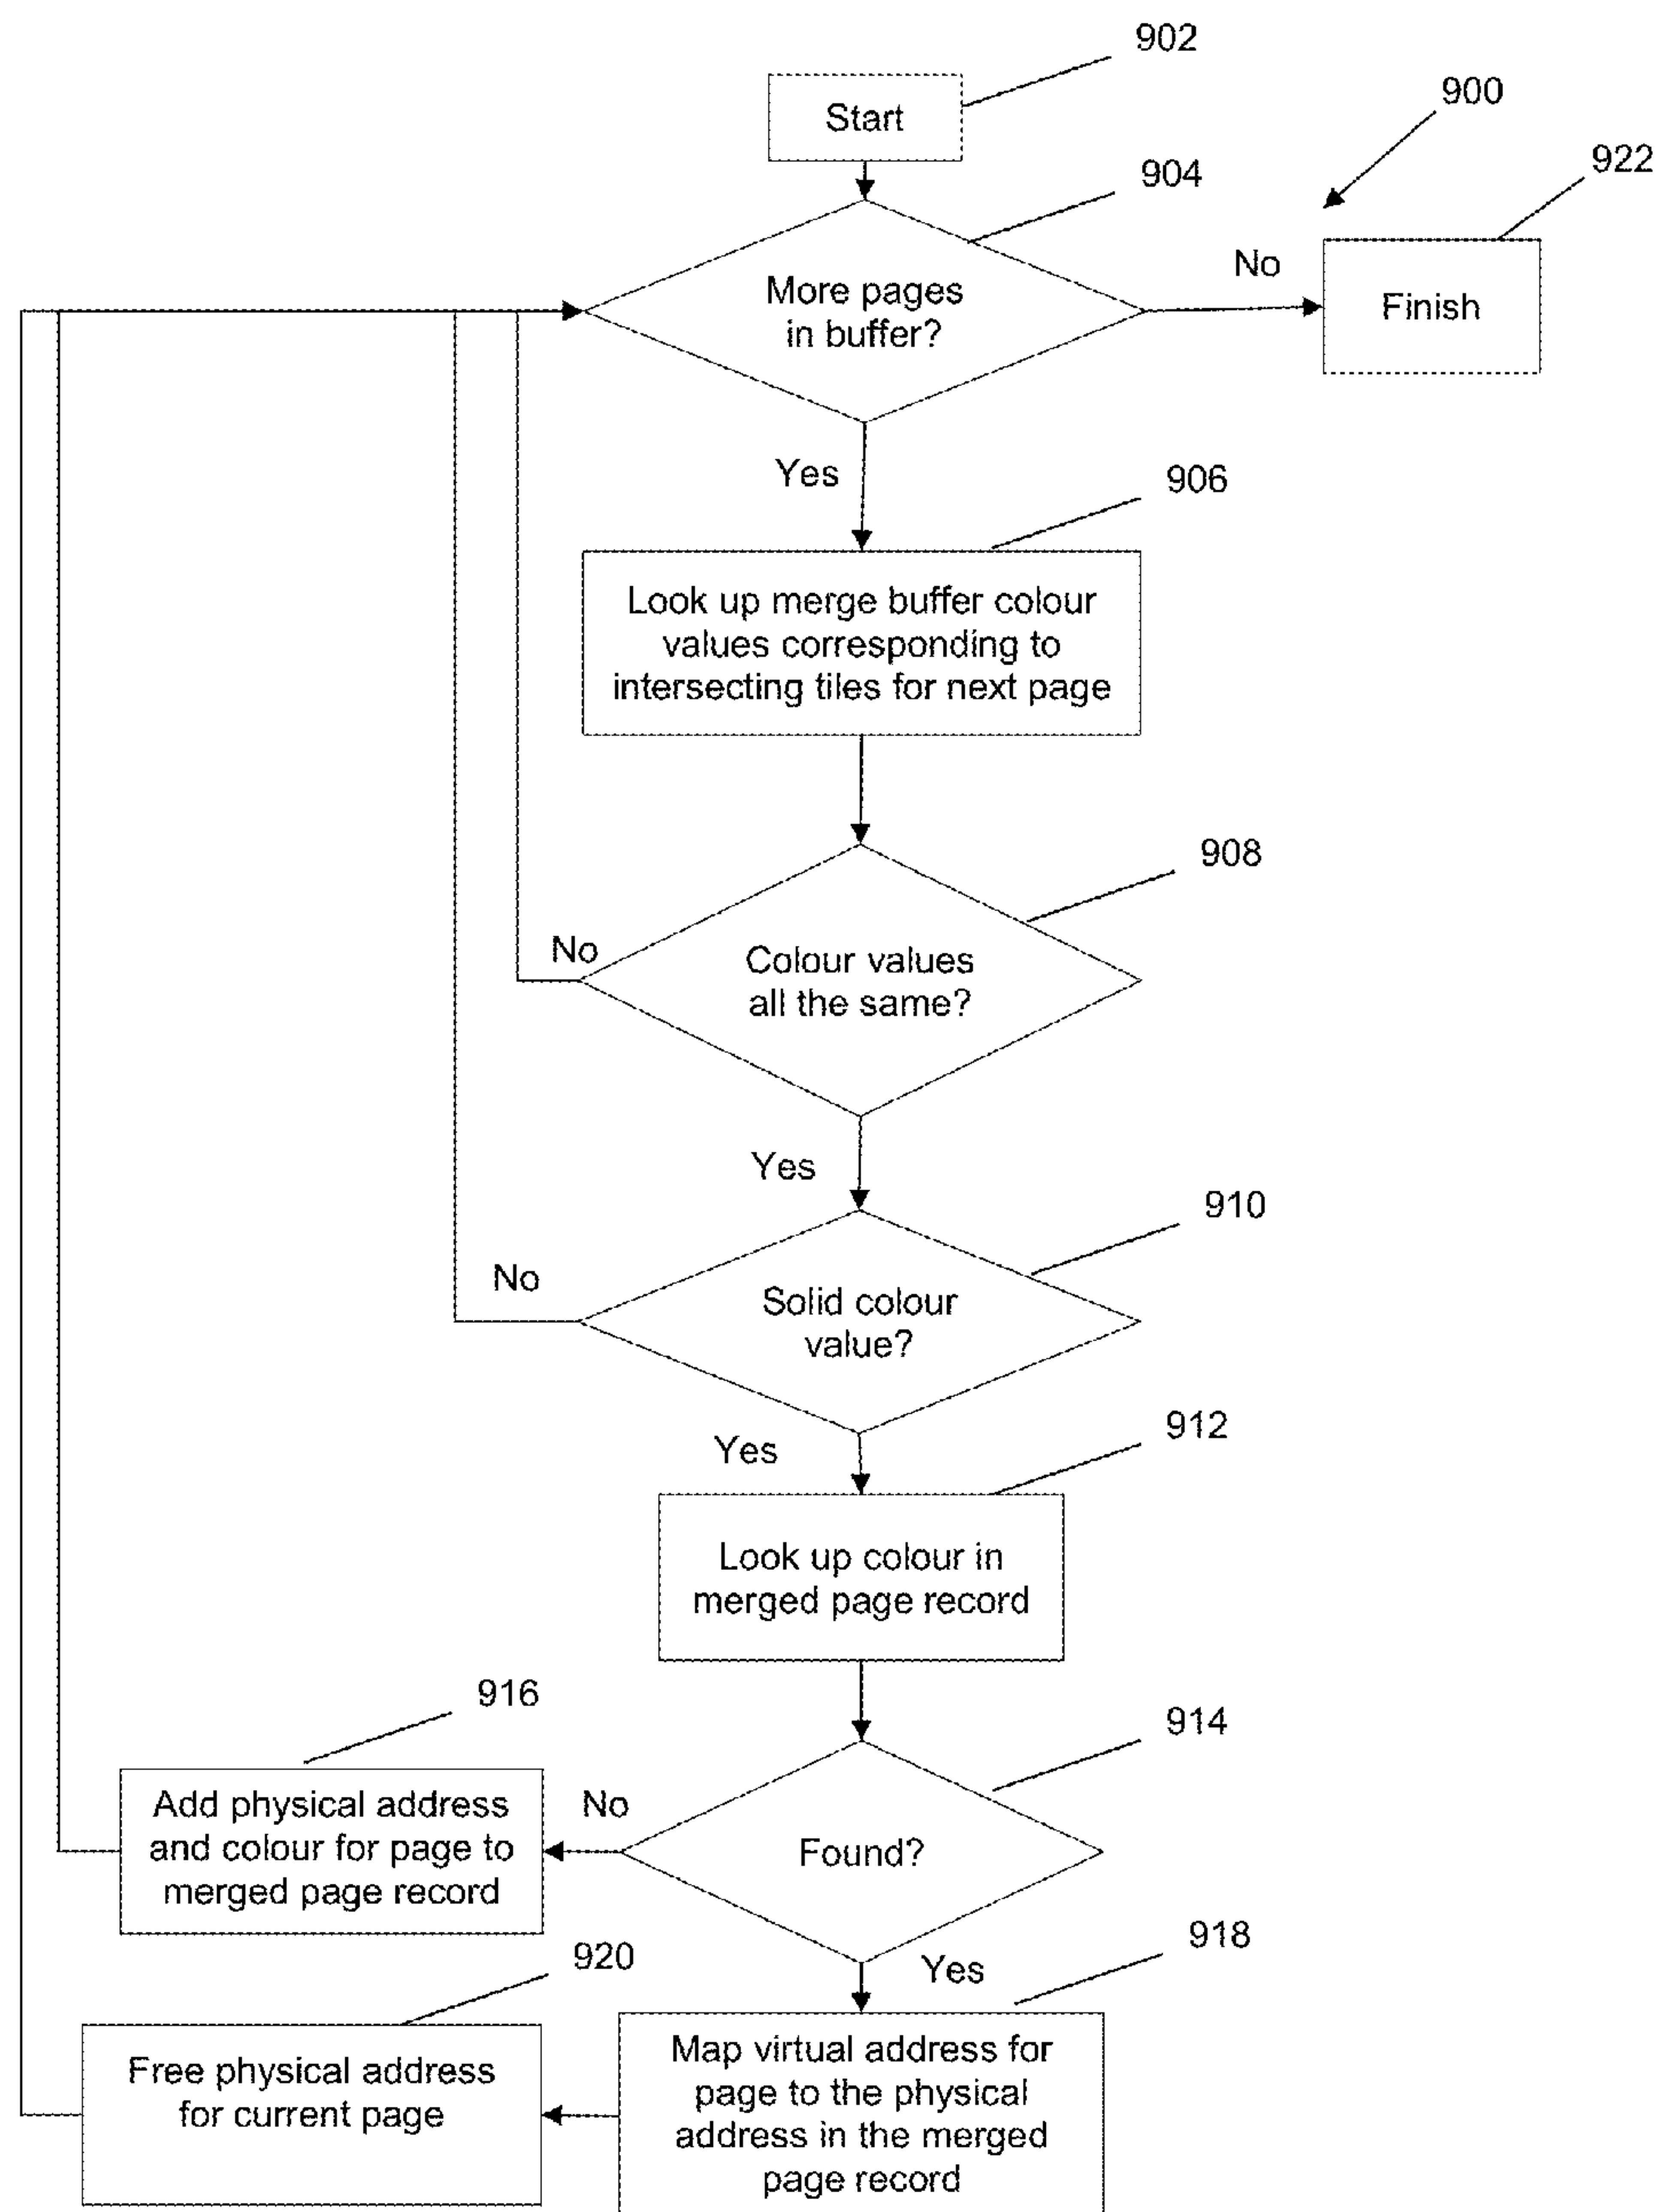 902
Start
900
904
922
More pages
in buffer?
No
Finish
Yes
906
Look up merge buffer colour
values corresponding to
intersecting tiles for next page
908
No
Colour values
all the same?
Yes
910
No
Solid colour
value?
Yes
912
Look up colour in
merged page record
916
914
Add physical address
and colour for page to
merged page record
No
Found?
920
Yes
918
Free physical address
for current page
Map virtual address for
page to the physical
address in the merged
page record